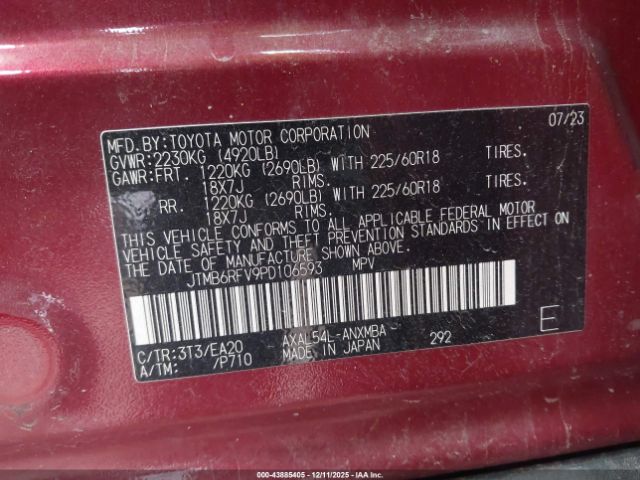 07/23
MFD. BY:TOYOTA MOTOR CORPORATION
GVWR:2230KG (4920LB)
GAWR:FRT. 1220KG (2690LB) WITH 225/60R18 TIRES.
18X7J RIMS.
RR. 1220KG (2690LB) WITH 225/60R18 TIRES.
18X7J RIMS.
THIS VEHICLE CONFORMS TO ALL APPLICABLE FEDERAL MOTOR
VEHICLE SAFETY AND THEFT PREVENTION STANDARDS IN EFFECT ON
THE DATE OF MANUFACTURE SHOWN ABOVE.
JTMB6RFV9PD106593 MPV
C/TR:3T3/EA20 AXAL54L-ANXMBA 292 E
A/TM: /P710 MADE IN JAPAN
000-43885405 - 12/11/2025 - IAA Inc.